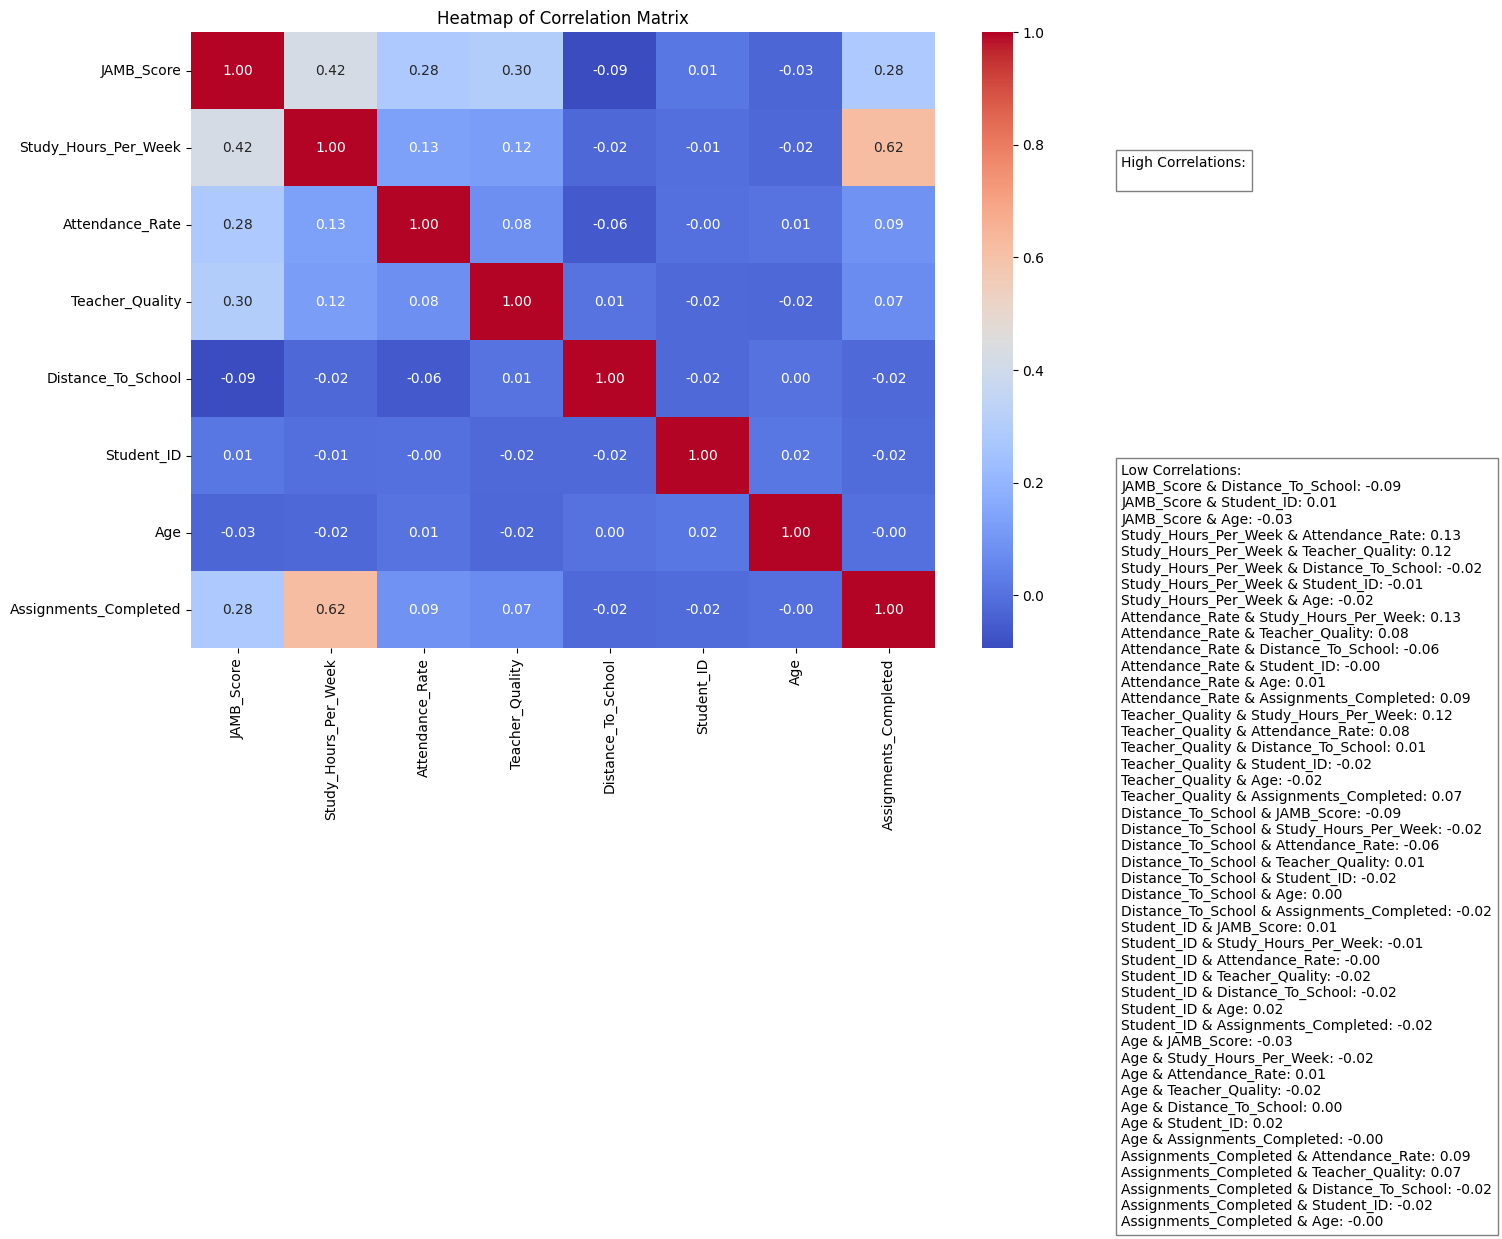 Heatmap of Correlation Matrix
JAMB_Score 1.00 0.42 0.28 0.30 -0.09 0.01 -0.03 0.28
Study_Hours_Per_Week 0.42 1.00 0.13 0.12 -0.02 -0.01 -0.02 0.62
Attendance_Rate 0.28 0.13 1.00 0.08 -0.06 -0.00 0.01 0.09
Teacher_Quality 0.30 0.12 0.08 1.00 0.01 -0.02 -0.02 0.07
Distance_To_School -0.09 -0.02 -0.06 0.01 1.00 -0.02 0.00 -0.02
Student_ID 0.01 -0.01 -0.00 -0.02 -0.02 1.00 0.02 -0.02
Age -0.03 -0.02 0.01 -0.02 0.00 0.02 1.00 -0.00
Assignments_Completed 0.28 0.62 0.09 0.07 -0.02 -0.02 -0.00 1.00
JAMB_Score
Study_Hours_Per_Week
Attendance_Rate
Teacher_Quality
Distance_To_School
Student_ID
Age
Assignments_Completed
1.0
0.8
0.6
0.4
0.2
0.0
High Correlations:
Low Correlations:
JAMB_Score & Distance_To_School: -0.09
JAMB_Score & Student_ID: 0.01
JAMB_Score & Age: -0.03
Study_Hours_Per_Week & Attendance_Rate: 0.13
Study_Hours_Per_Week & Teacher_Quality: 0.12
Study_Hours_Per_Week & Distance_To_School: -0.02
Study_Hours_Per_Week & Student_ID: -0.01
Study_Hours_Per_Week & Age: -0.02
Attendance_Rate & Study_Hours_Per_Week: 0.13
Attendance_Rate & Teacher_Quality: 0.08
Attendance_Rate & Distance_To_School: -0.06
Attendance_Rate & Student_ID: -0.00
Attendance_Rate & Age: 0.01
Attendance_Rate & Assignments_Completed: 0.09
Teacher_Quality & Study_Hours_Per_Week: 0.12
Teacher_Quality & Attendance_Rate: 0.08
Teacher_Quality & Distance_To_School: 0.01
Teacher_Quality & Student_ID: -0.02
Teacher_Quality & Age: -0.02
Teacher_Quality & Assignments_Completed: 0.07
Distance_To_School & JAMB_Score: -0.09
Distance_To_School & Study_Hours_Per_Week: -0.02
Distance_To_School & Attendance_Rate: -0.06
Distance_To_School & Teacher_Quality: 0.01
Distance_To_School & Student_ID: -0.02
Distance_To_School & Age: 0.00
Distance_To_School & Assignments_Completed: -0.02
Student_ID & JAMB_Score: 0.01
Student_ID & Study_Hours_Per_Week: -0.01
Student_ID & Attendance_Rate: -0.00
Student_ID & Teacher_Quality: -0.02
Student_ID & Distance_To_School: -0.02
Student_ID & Age: 0.02
Student_ID & Assignments_Completed: -0.02
Age & JAMB_Score: -0.03
Age & Study_Hours_Per_Week: -0.02
Age & Attendance_Rate: 0.01
Age & Teacher_Quality: -0.02
Age & Distance_To_School: 0.00
Age & Student_ID: 0.02
Age & Assignments_Completed: -0.00
Assignments_Completed & Attendance_Rate: 0.09
Assignments_Completed & Teacher_Quality: 0.07
Assignments_Completed & Distance_To_School: -0.02
Assignments_Completed & Student_ID: -0.02
Assignments_Completed & Age: -0.00